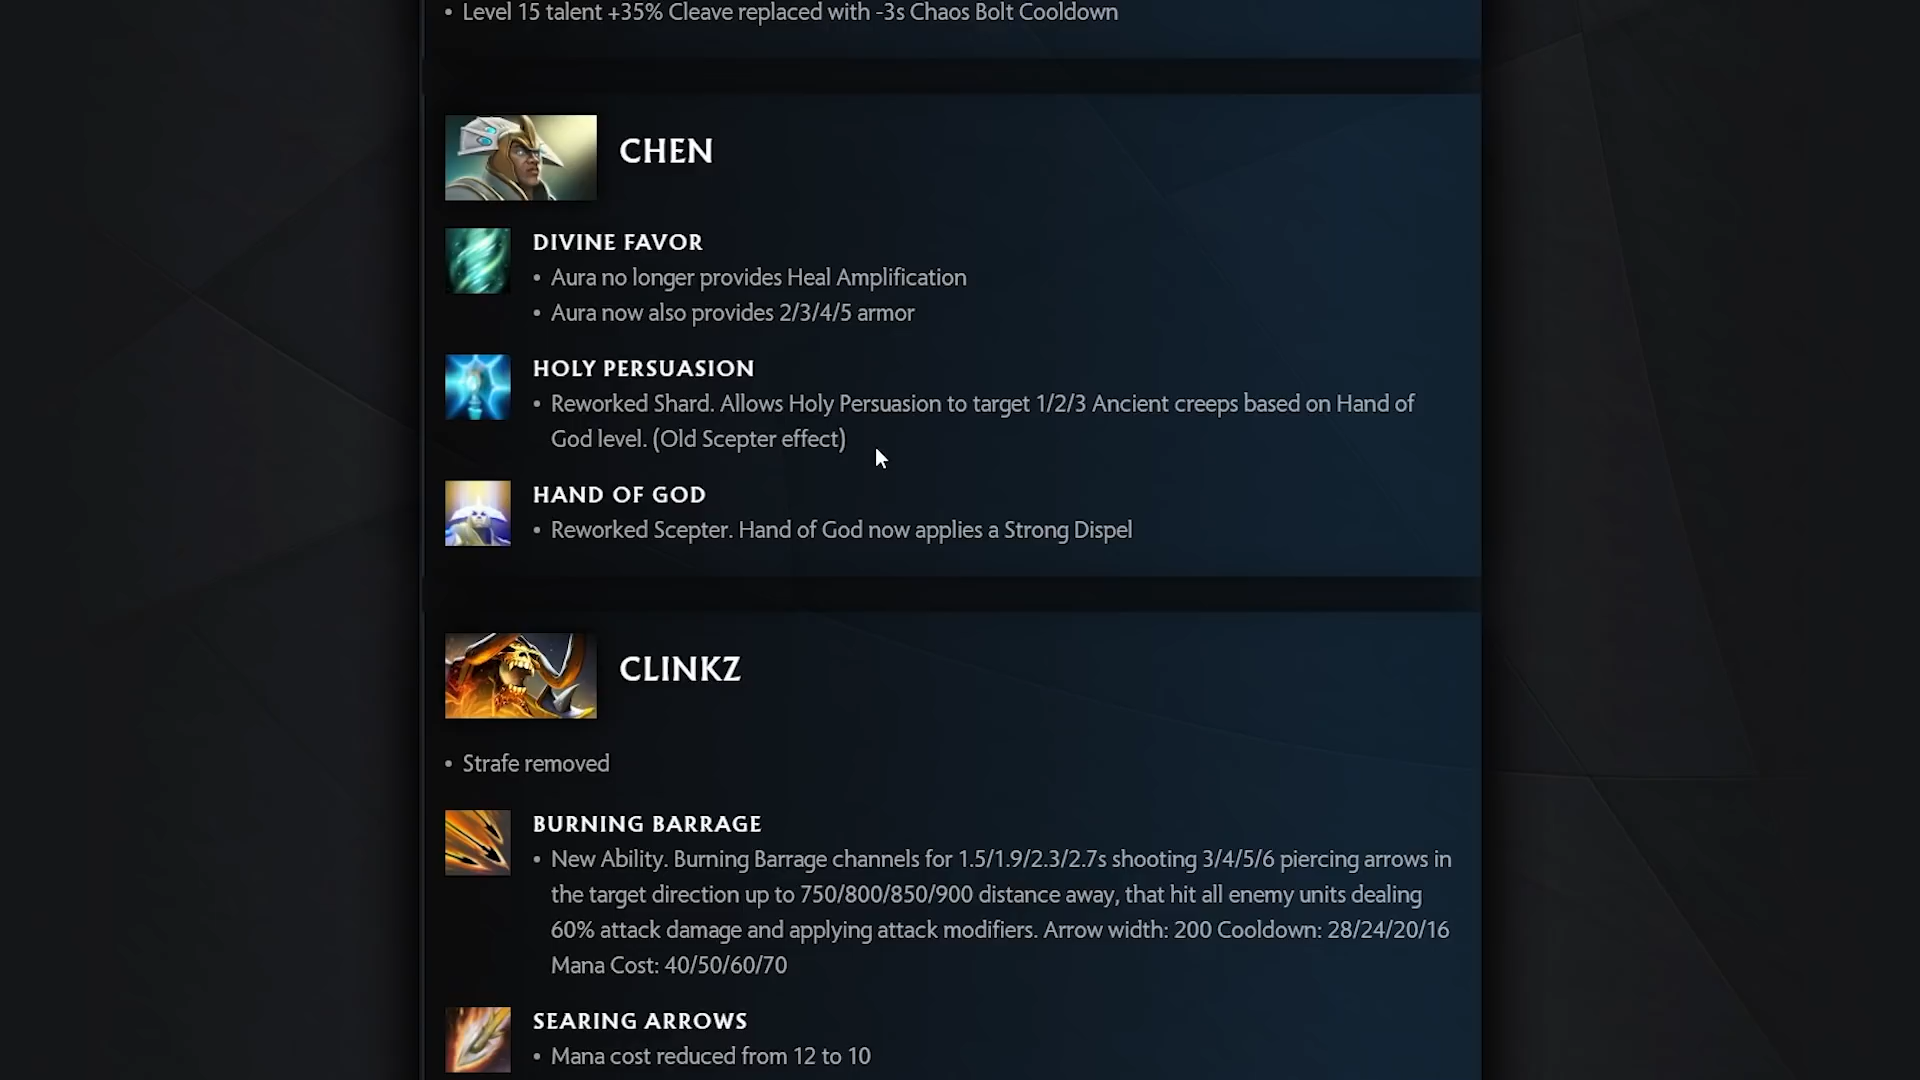 • Level 15 talent +35% Cleave replaced with -3s Chaos Bolt Cooldown
CHEN
DIVINE FAVOR
• Aura no longer provides Heal Amplification
• Aura now also provides 2/3/4/5 armor
HOLY PERSUASION
• Reworked Shard. Allows Holy Persuasion to target 1/2/3 Ancient creeps based on Hand of
God level. (Old Scepter effect)
HAND OF GOD
• Reworked Scepter. Hand of God now applies a Strong Dispel
CLINKZ
• Strafe removed
BURNING BARRAGE
• New Ability. Burning Barrage channels for 1.5/1.9/2.3/2.7s shooting 3/4/5/6 piercing arrows in
the target direction up to 750/800/850/900 distance away, that hit all enemy units dealing
60% attack damage and applying attack modifiers. Arrow width: 200 Cooldown: 28/24/20/16
Mana Cost: 40/50/60/70
SEARING ARROWS
• Mana cost reduced from 12 to 10